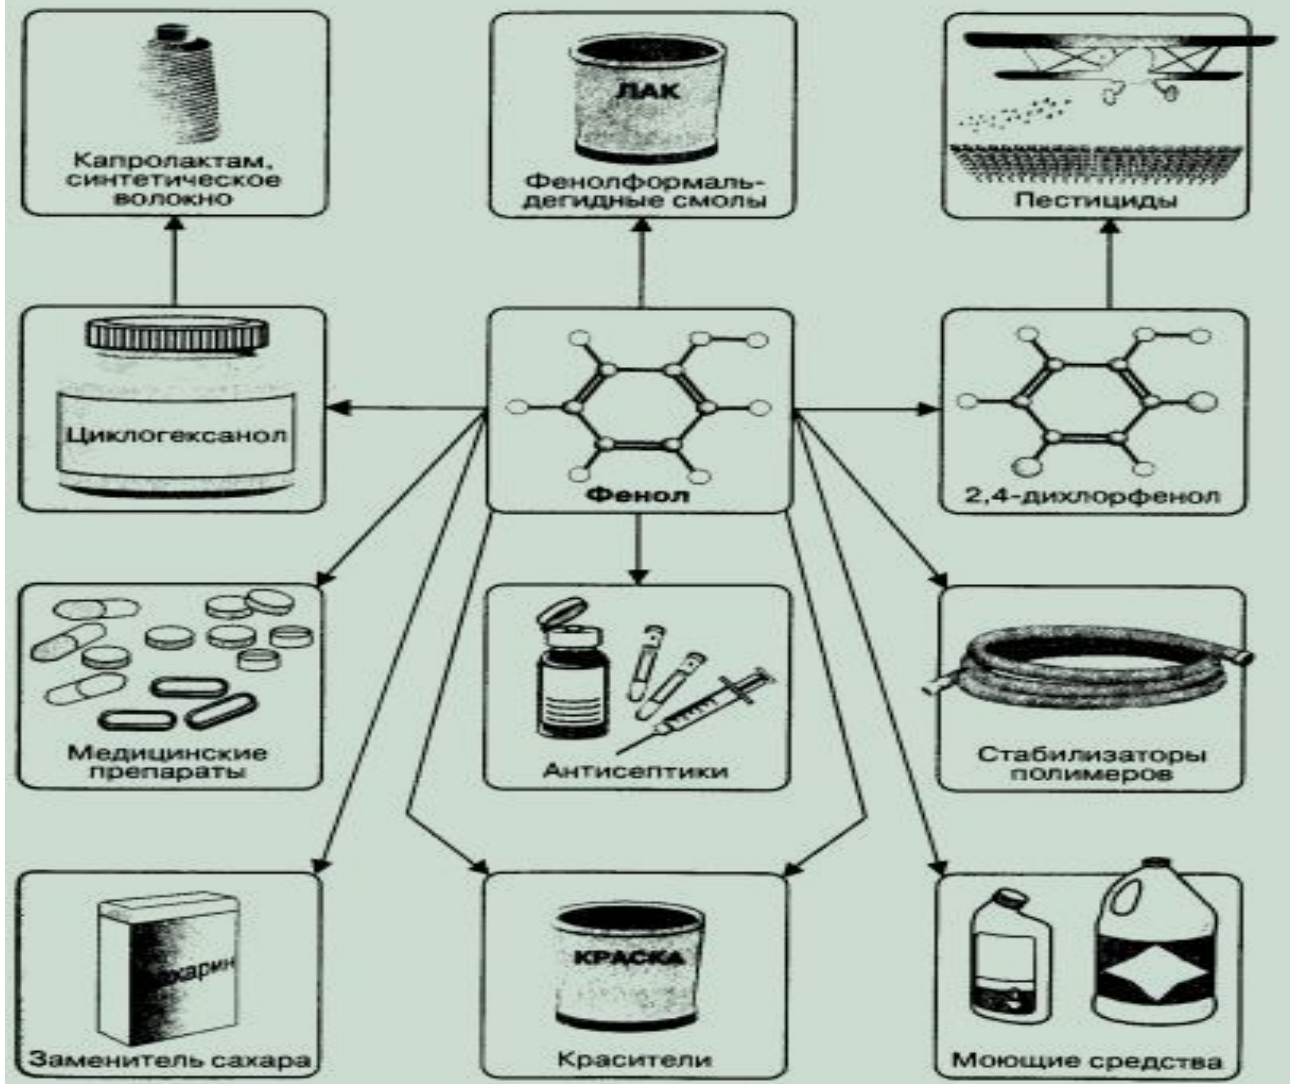 Капролактам,
синтетическое
волокно
ЛАК
Фенолформаль-
дегидные смолы
Пестициды
Циклогексанол
Фенол
2,4-дихлорфенол
Медицинские
препараты
Антисептики
Стабилизаторы
полимеров
харин
Заменитель сахара
КРАСКА
Красители
Моющие средства